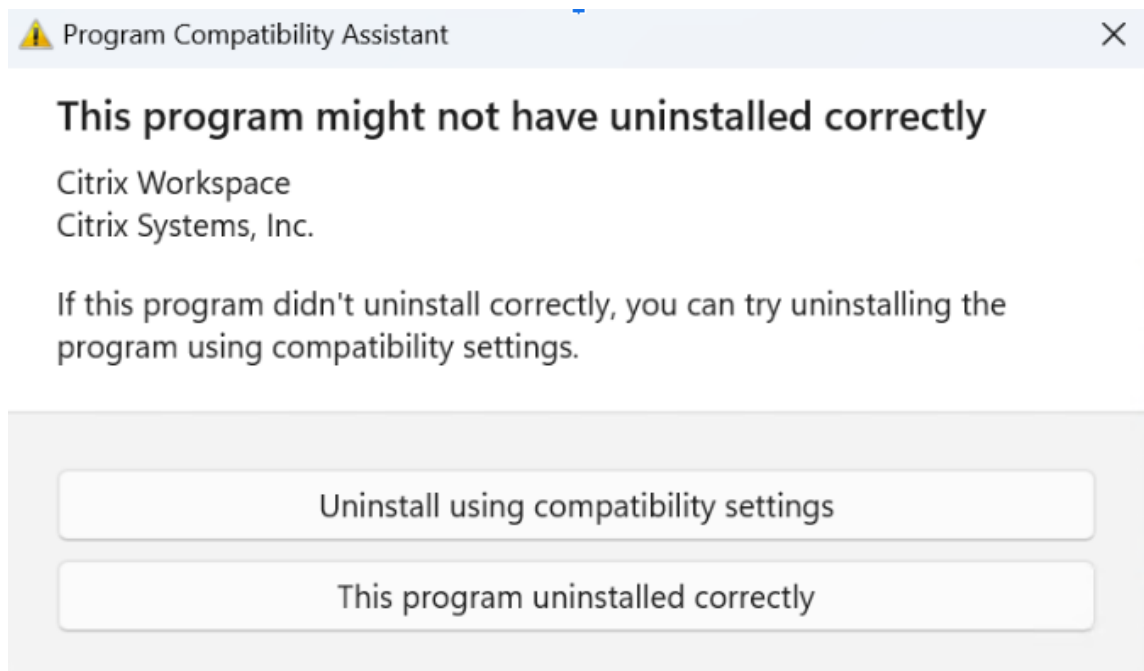 Program Compatibility Assistant
This program might not have uninstalled correctly
Citrix Workspace
Citrix Systems, Inc.
If this program didn't uninstall correctly, you can try uninstalling the
program using compatibility settings.
Uninstall using compatibility settings
This program uninstalled correctly